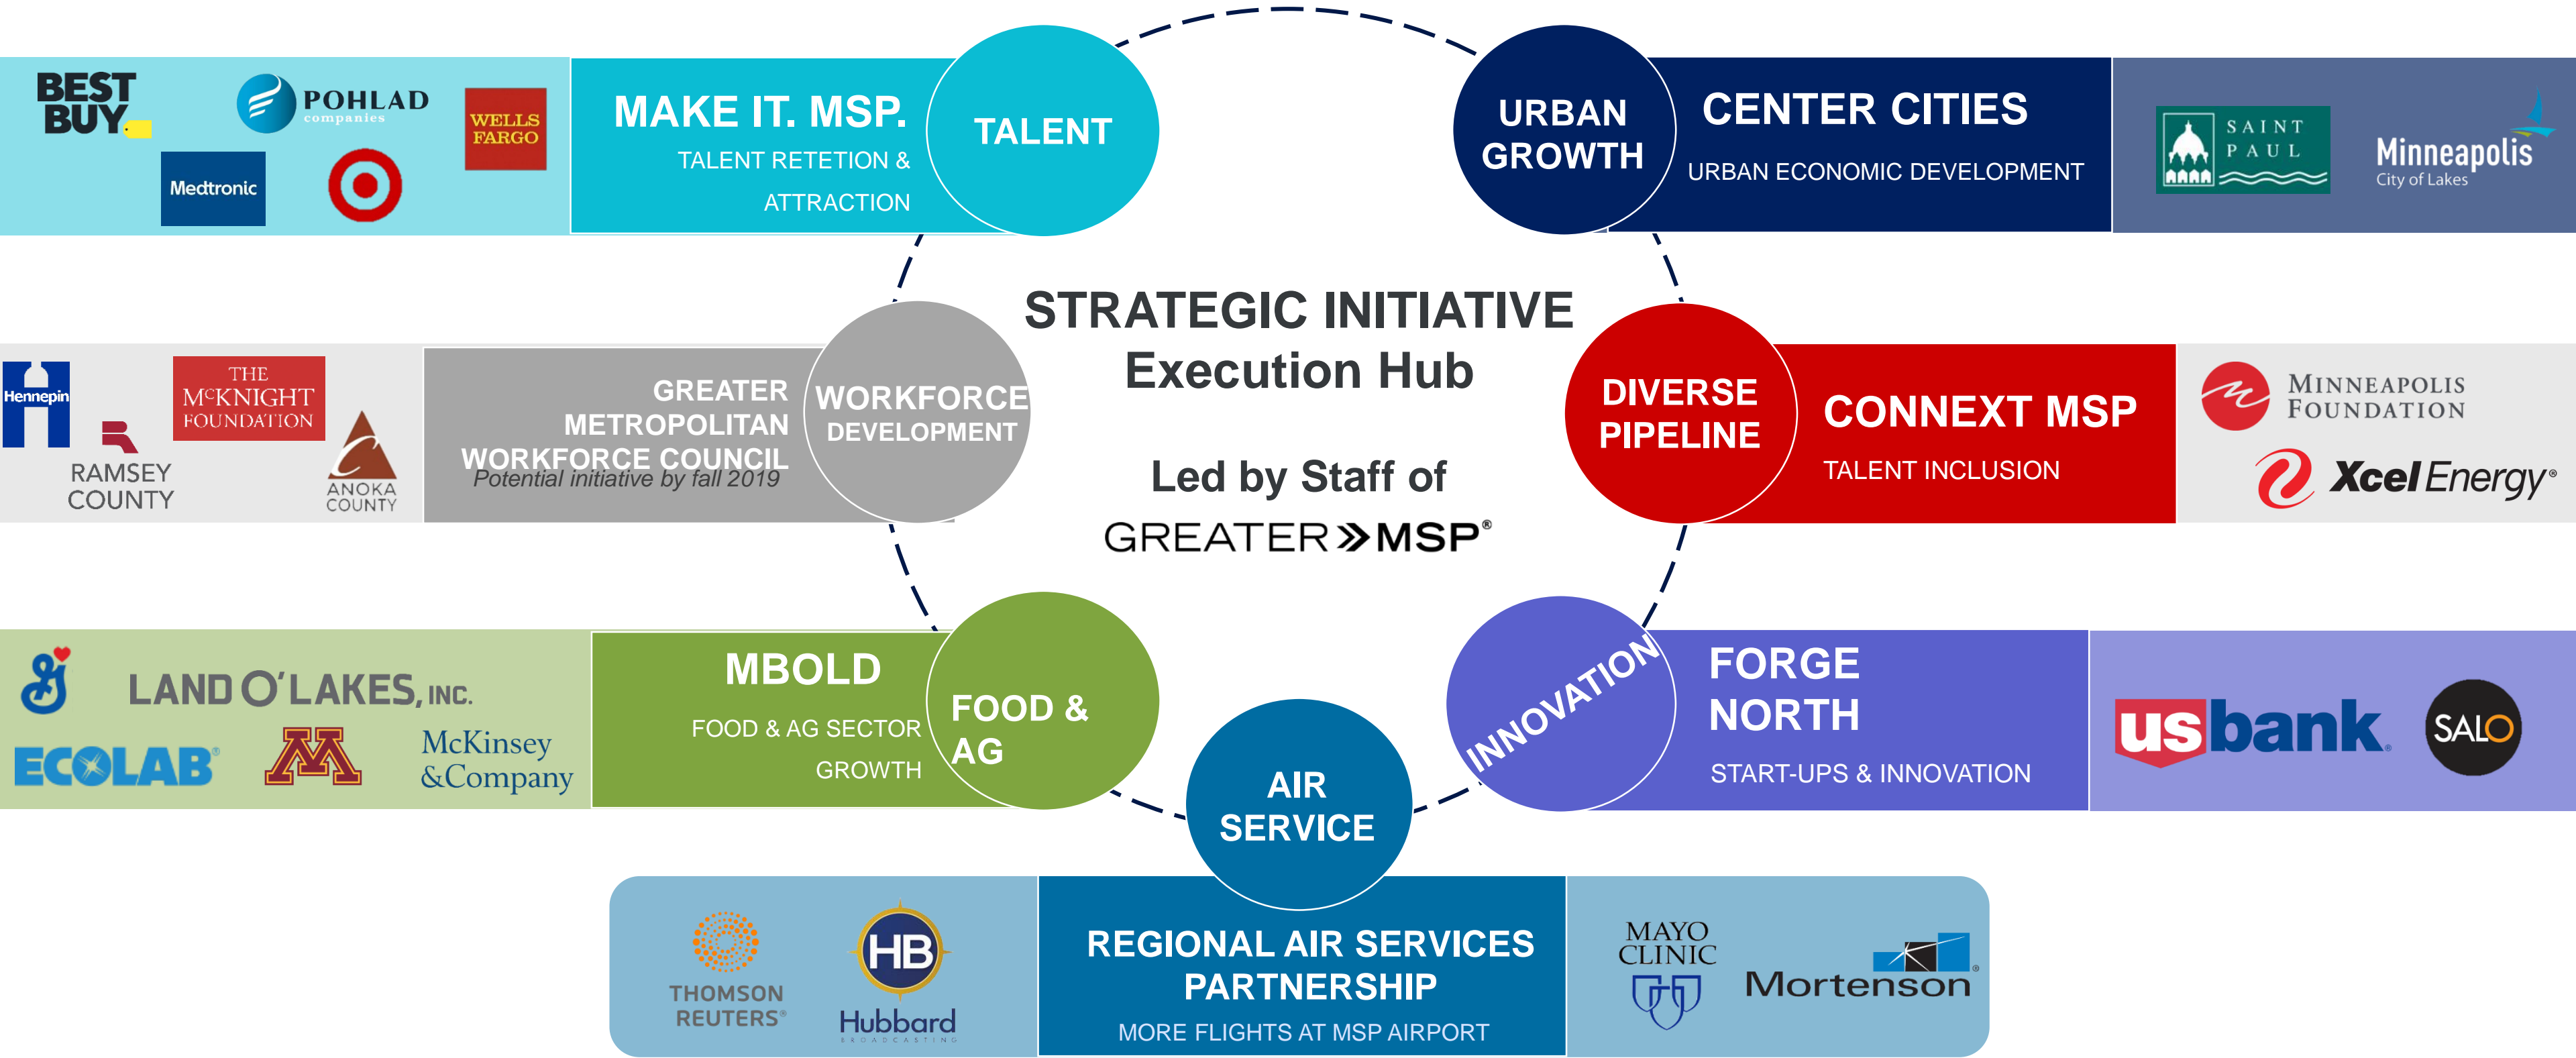 BEST
BUY
POHLAD
companies
WELLS
FARGO
Medtronic
MAKE IT. MSP.
TALENT RETETION &
ATTRACTION
TALENT
URBAN
GROWTH
CENTER CITIES
URBAN ECONOMIC DEVELOPMENT
SAINT
PAUL
Minneapolis
City of Lakes
STRATEGIC INITIATIVE
Execution Hub
Led by Staff of
GREATER MSP®
Hennepin
THE
McKNIGHT
FOUNDATION
RAMSEY
COUNTY
ANOKA
COUNTY
GREATER
METROPOLITAN
WORKFORCE COUNCIL
Potential initiative by fall 2019
WORKFORCE
DEVELOPMENT
DIVERSE
PIPELINE
CONNEXT MSP
TALENT INCLUSION
MINNEAPOLIS
FOUNDATION
Xcel Energy®
G
LAND O'LAKES, INC.
ECOLAB®
M
McKinsey
&Company
MBOLD
FOOD & AG SECTOR
GROWTH
FOOD &
AG
INNOVATION
FORGE
NORTH
START-UPS & INNOVATION
usbank®
SALO
AIR
SERVICE
THOMSON
REUTERS®
HB
Hubbard
BROADCASTING
REGIONAL AIR SERVICES
PARTNERSHIP
MORE FLIGHTS AT MSP AIRPORT
MAYO
CLINIC
Mortenson®